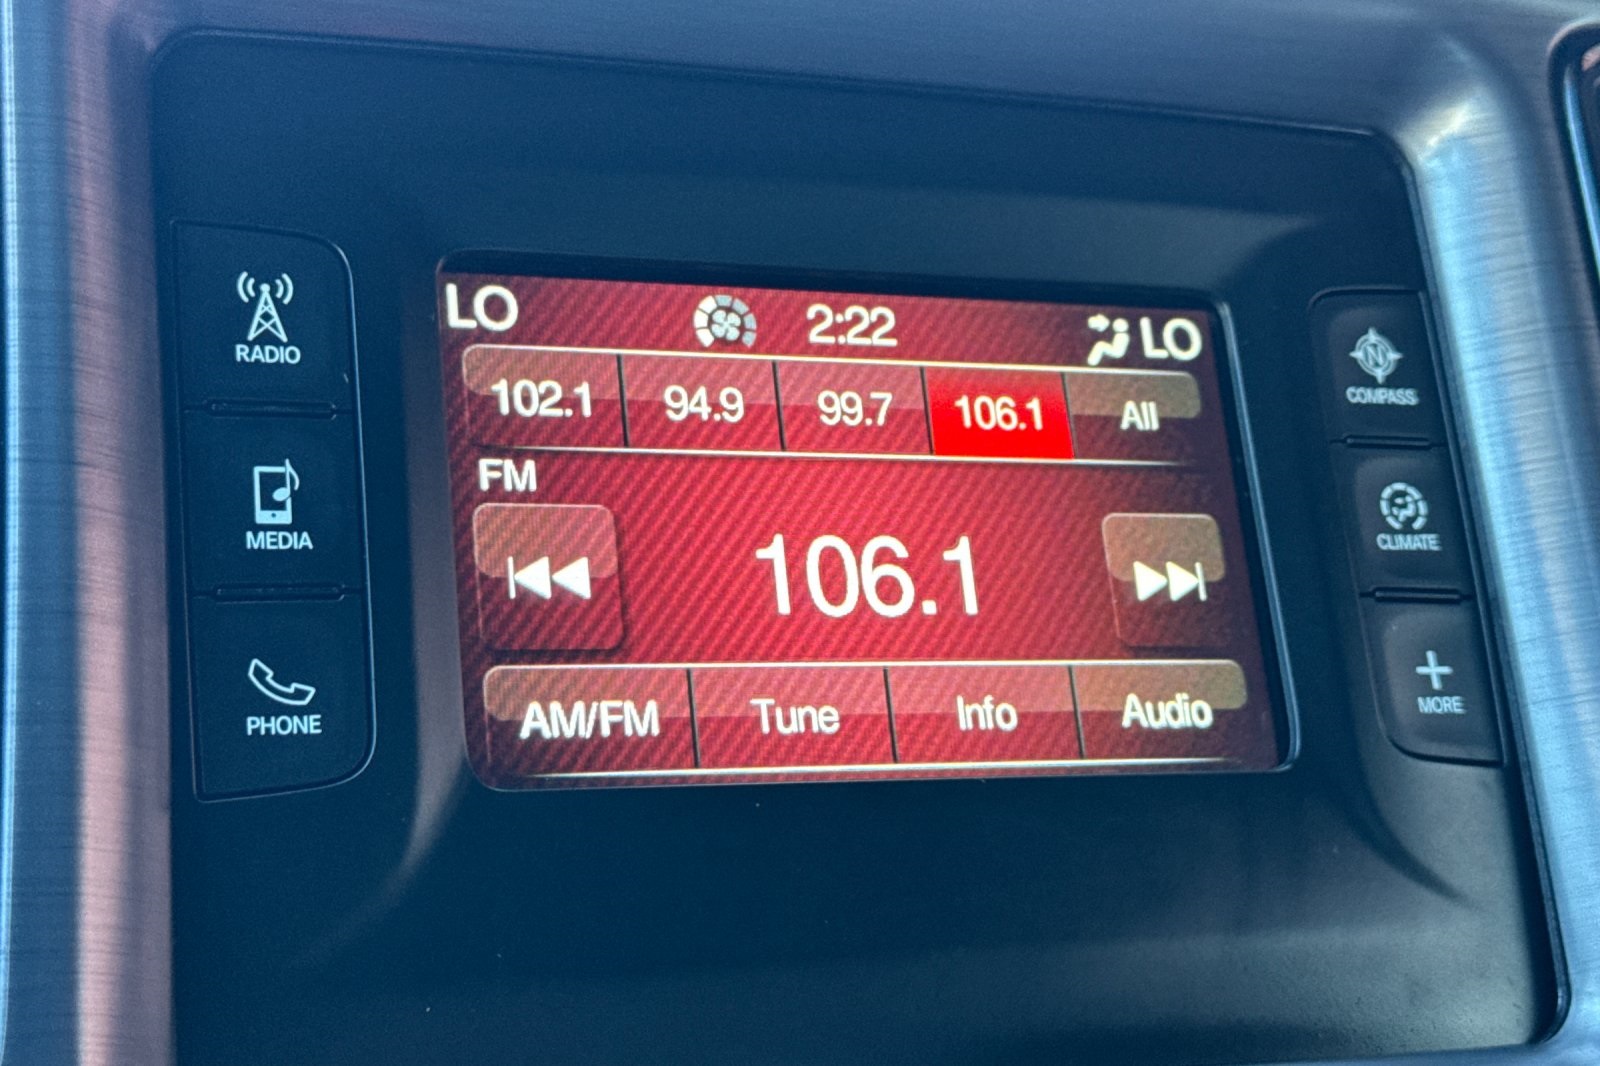 LO 2:22 LO
102.1 94.9 99.7 106.1 All
FM
106.1
AM/FM Tune Info Audio
RADIO
MEDIA
PHONE
N
COMPASS
CLIMATE
MORE